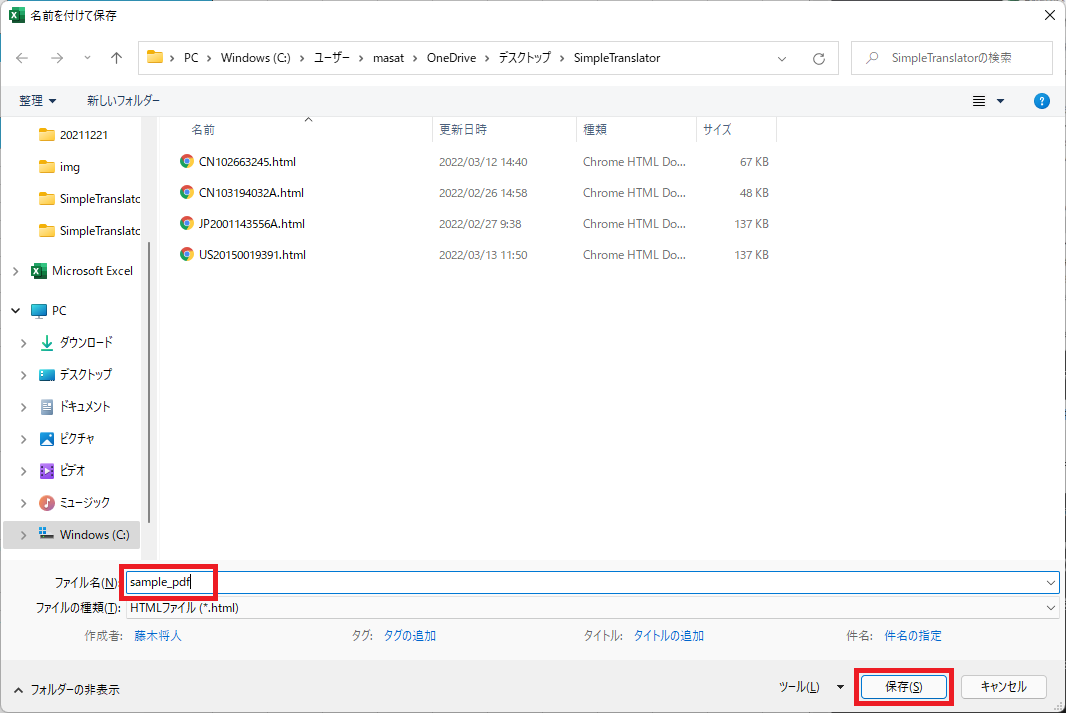 名前を付けて保存
PC > Windows (C:) > ユーザー > masat > OneDrive > デスクトップ > SimpleTranslator
SimpleTranslatorの検索
整理 新しいフォルダー
名前 更新日時 種類 サイズ
20211221
img
SimpleTranslatc
SimpleTranslatc
Microsoft Excel
PC
ダウンロード
デスクトップ
ドキュメント
ピクチャ
ビデオ
ミュージック
Windows (C:)
CN102663245.html 2022/03/12 14:40 Chrome HTML Do... 67 KB
CN103194032A.html 2022/02/26 14:58 Chrome HTML Do... 48 KB
JP2001143556A.html 2022/02/27 9:38 Chrome HTML Do... 137 KB
US20150019391.html 2022/03/13 11:50 Chrome HTML Do... 137 KB
ファイル名(N): sample_pdf
ファイルの種類(T): HTMLファイル (*.html)
作成者: 藤木将人 タグ: タグの追加 タイトル: タイトルの追加 件名: 件名の指定
フォルダーの非表示 ツール(L) 保存(S) キャンセル